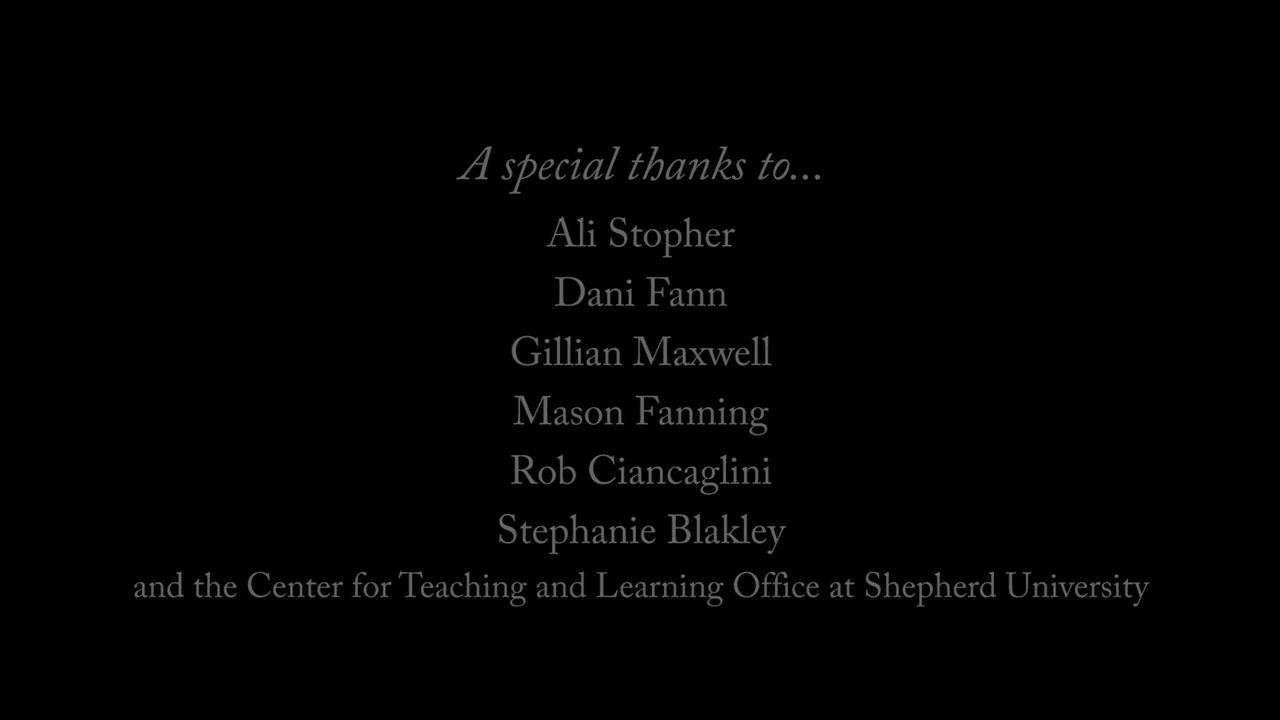 A special thanks to...
Ali Stopher
Dani Fann
Gillian Maxwell
Mason Fanning
Rob Ciancaglini
Stephanie Blakley
and the Center for Teaching and Learning Office at Shepherd University